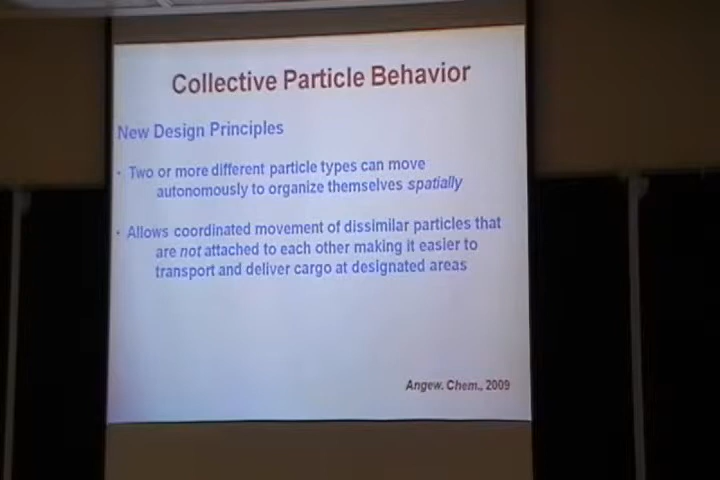 Collective Particle Behavior
New Design Principles
· Two or more different particle types can move
autonomously to organize themselves spatially
· Allows coordinated movement of dissimilar particles that
are not attached to each other making it easier to
transport and deliver cargo at designated areas
Angew. Chem., 2009